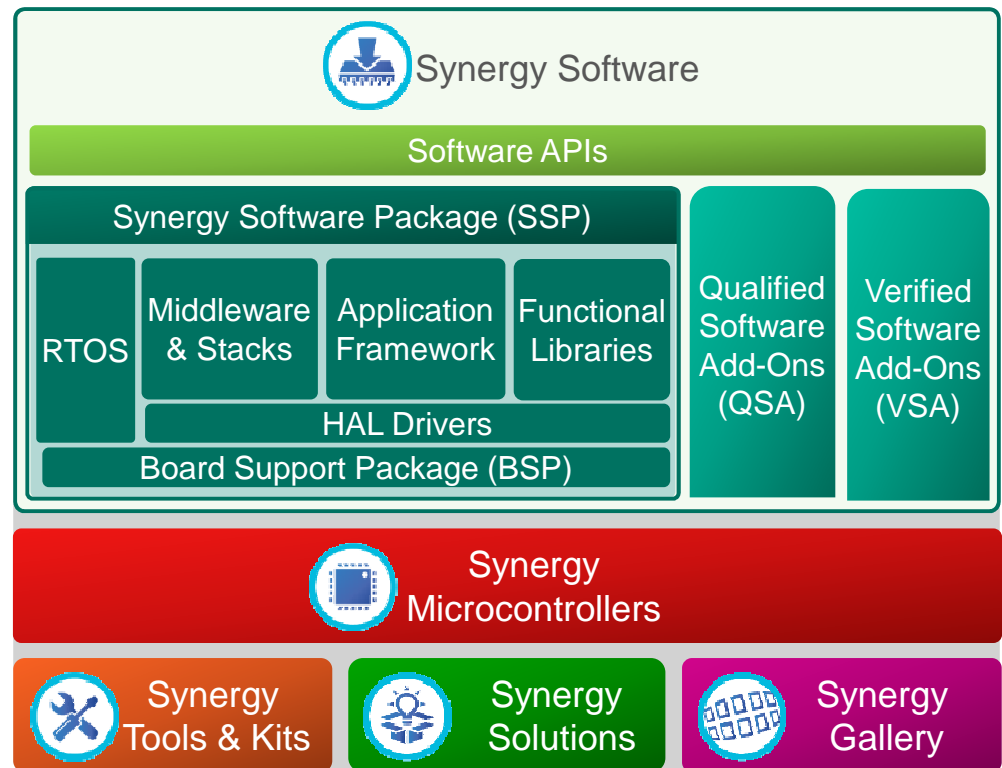 Synergy Software
Software APIs
Synergy Software Package (SSP)
RTOS
Middleware
& Stacks
Application
Framework
Functional
Libraries
HAL Drivers
Board Support Package (BSP)
Qualified
Software
Add-Ons
(QSA)
Verified
Software
Add-Ons
(VSA)
Synergy
Microcontrollers
Synergy
Tools & Kits
Synergy
Solutions
Synergy
Gallery